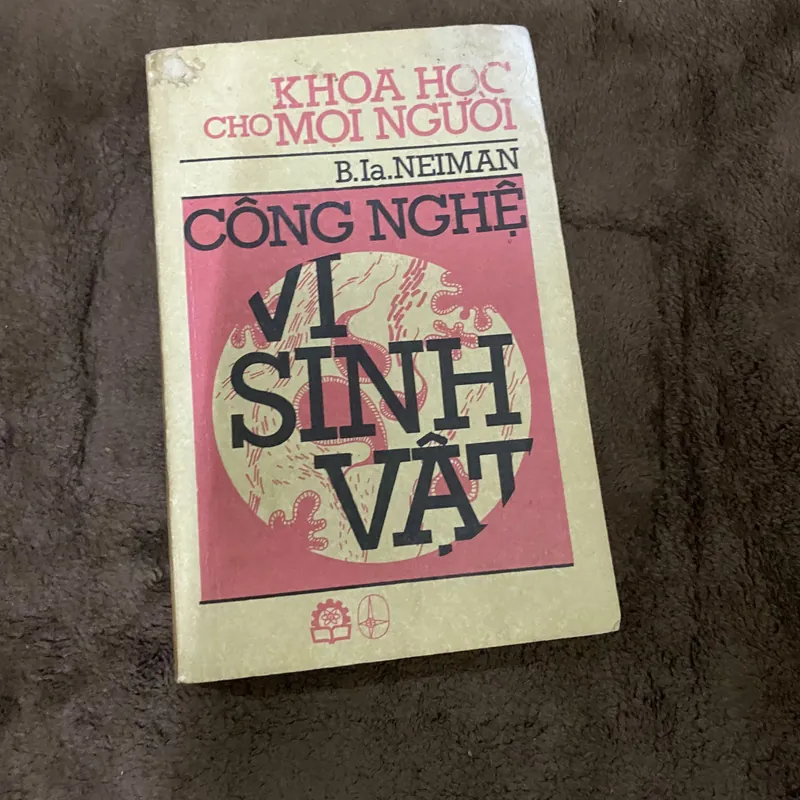 KHOA HỌC
CHO MỌI NGƯỜI
B.Ia.NEIMAN
CÔNG NGHỆ
VI
SINH
VẬT